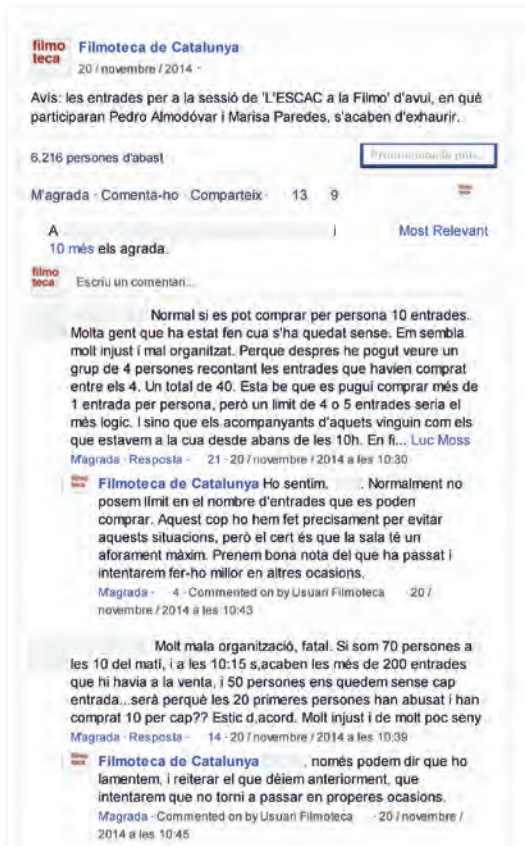 filmo Filmoteca de Catalunya
teca
20 / novembre / 2014 ·
Avís: les entrades per a la sessió de 'L'ESCAC a la Filmo' d'avui, en què
participaran Pedro Almodóvar i Marisa Paredes, s'acaben d'exhaurir.
6.216 persones d'abast
M'agrada · Comenta-ho · Comparteix · 13 9
A i Most Relevant
10 més els agrada.
filmo
teca Escriu un comentari...
Normal si es pot comprar per persona 10 entrades.
Molta gent que ha estat fen cua s'ha quedat sense. Em sembla
molt injust i mal organitzat. Perque despres he pogut veure un
grup de 4 persones recontant les entrades que havien comprat
entre els 4. Un total de 40. Esta be que es pugui comprar més de
1 entrada per persona, però un limit de 4 o 5 entrades seria el
més logic. I sino que els acompanyants d'aquets vinguin com els
que estavem a la cua desde abans de les 10h. En fi... Luc Moss
M'agrada · Resposta · 21 · 20 / novembre / 2014 a les 10:30
Filmoteca de Catalunya Ho sentim. . Normalment no
posem límit en el nombre d'entrades que es poden
comprar. Aquest cop ho hem fet precisament per evitar
aquests situacions, però el cert és que la sala té un
aforament màxim. Prenem bona nota del que ha passat i
intentarem fer-ho millor en altres ocasions.
M'agrada · 4 · Commented on by Usuari Filmoteca · 20 /
novembre / 2014 a les 10:43
Molt mala organització, fatal. Si som 70 persones a
les 10 del matí, i a les 10:15 s,acaben les més de 200 entrades
que hi havia a la venta, i 50 persones ens quedem sense cap
entrada...serà perquè les 20 primeres persones han abusat i han
comprat 10 per cap?? Estic d,acord. Molt injust i de molt poc seny
M'agrada · Resposta · 14 · 20 / novembre / 2014 a les 10:39
Filmoteca de Catalunya , només podem dir que ho
lamentem, i reiterar el que dèiem anteriorment, que
intentarem que no torni a passar en properes ocasions.
M'agrada · Commented on by Usuari Filmoteca · 20 / novembre /
2014 a les 10:45